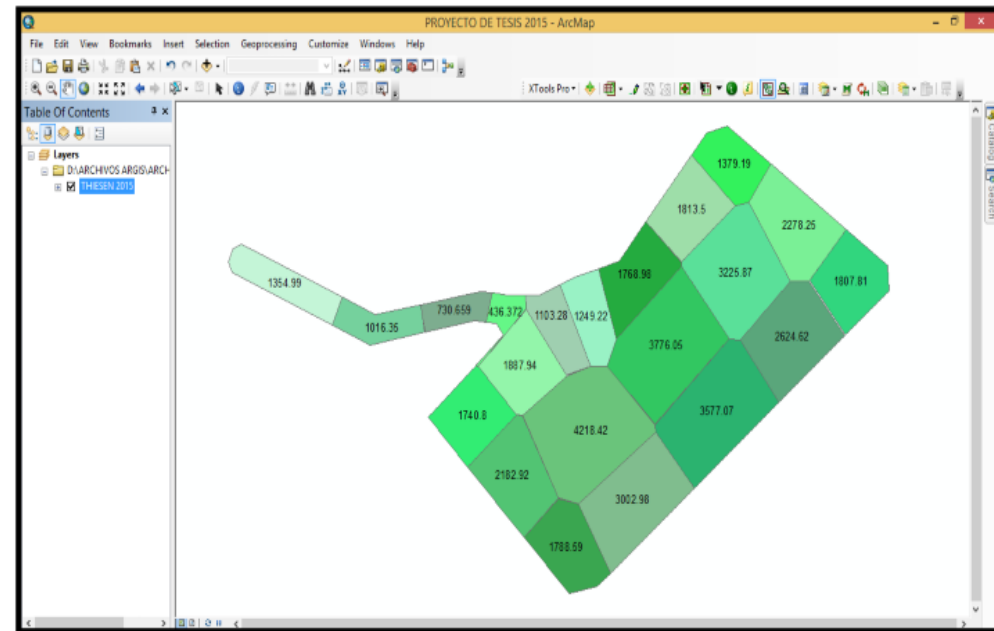 PROYECTO DE TESIS 2015 - ArcMap
File Edit View Bookmarks Insert Selection Geoprocessing Customize Windows Help
XTools Pro
Table Of Contents
Layers
D:\ARCHIVOS ARGIS\ARCH
THIESEN 2015
Catalog
Search
1379.19
1813.5
2278.25
1768.98
3225.87
1807.81
1354.99
730.659
436.372
1103.28
1249.22
1016.35
2624.62
3776.05
1887.94
1740.8
3577.07
4218.42
2182.92
3002.98
1788.59